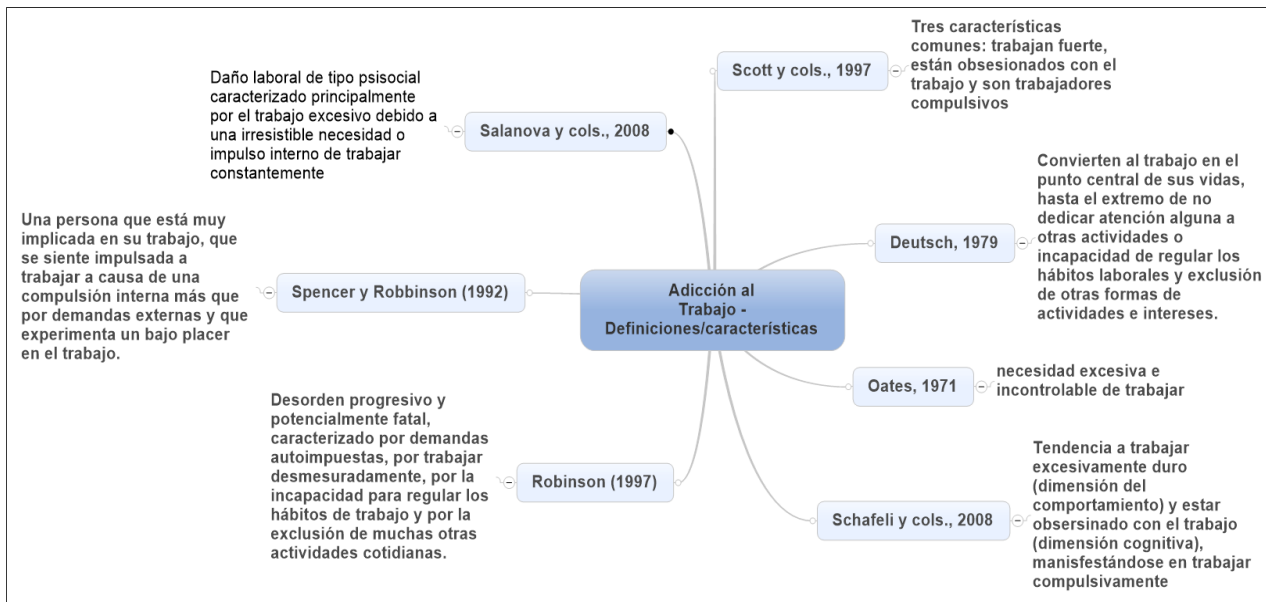 Adicción al
Trabajo -
Definiciones/características
Scott y cols., 1997
Tres características
comunes: trabajan fuerte,
están obsesionados con el
trabajo y son trabajadores
compulsivos
Deutsch, 1979
Convierten al trabajo en el
punto central de sus vidas,
hasta el extremo de no
dedicar atención alguna a
otras actividades o
incapacidad de regular los
hábitos laborales y exclusión
de otras formas de
actividades e intereses.
Oates, 1971
necesidad excesiva e
incontrolable de trabajar
Schafeli y cols., 2008
Tendencia a trabajar
excesivamente duro
(dimensión del
comportamiento) y estar
obsersinado con el trabajo
(dimensión cognitiva),
manisfestándose en trabajar
compulsivamente
Salanova y cols., 2008
Daño laboral de tipo psisocial
caracterizado principalmente
por el trabajo excesivo debido a
una irresistible necesidad o
impulso interno de trabajar
constantemente
Spencer y Robbinson (1992)
Una persona que está muy
implicada en su trabajo, que
se siente impulsada a
trabajar a causa de una
compulsión interna más que
por demandas externas y que
experimenta un bajo placer
en el trabajo.
Robinson (1997)
Desorden progresivo y
potencialmente fatal,
caracterizado por demandas
autoimpuestas, por trabajar
desmesuradamente, por la
incapacidad para regular los
hábitos de trabajo y por la
exclusión de muchas otras
actividades cotidianas.